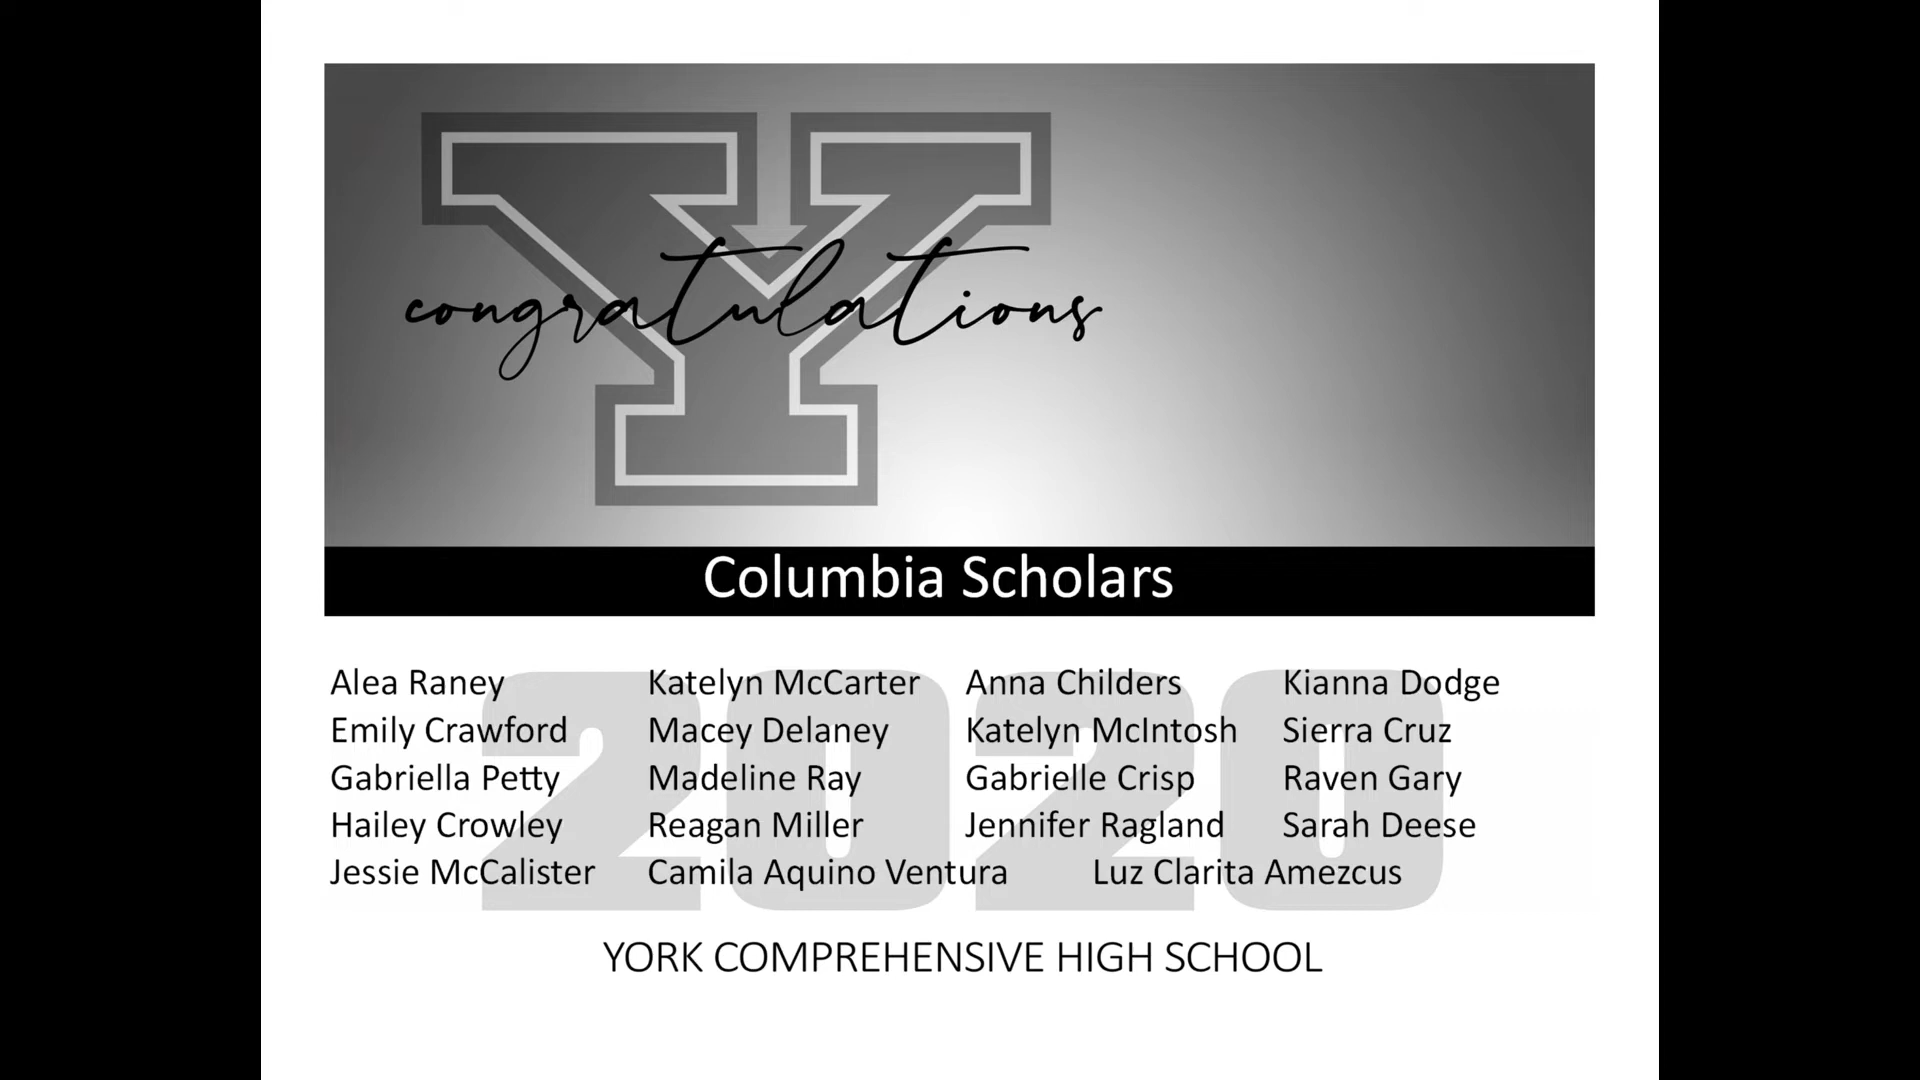 Y
congratulations
Columbia Scholars
2020
Alea Raney Katelyn McCarter Anna Childers Kianna Dodge
Emily Crawford Macey Delaney Katelyn McIntosh Sierra Cruz
Gabriella Petty Madeline Ray Gabrielle Crisp Raven Gary
Hailey Crowley Reagan Miller Jennifer Ragland Sarah Deese
Jessie McCalister Camila Aquino Ventura Luz Clarita Amezcus
YORK COMPREHENSIVE HIGH SCHOOL